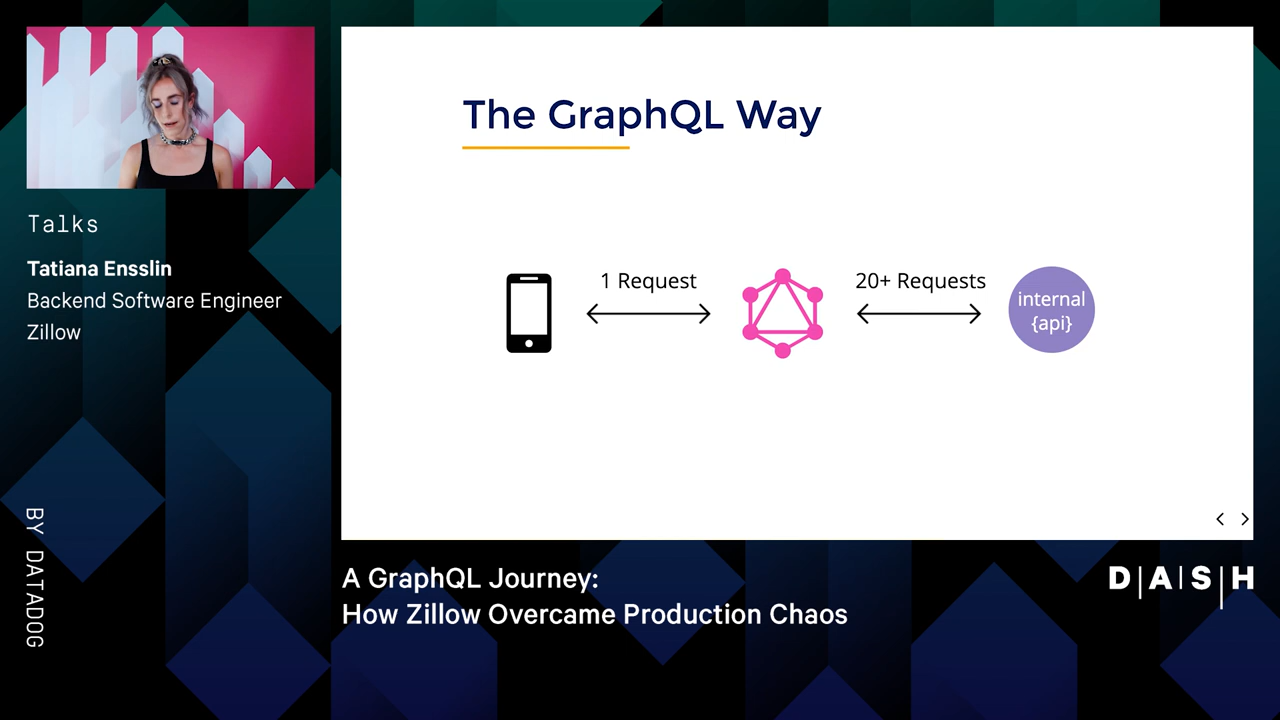 The GraphQL Way
1 Request
20+ Requests
internal
{api}
Talks
Tatiana Ensslin
Backend Software Engineer
Zillow
BY DATADOG
A GraphQL Journey:
How Zillow Overcame Production Chaos
D|A|S|H